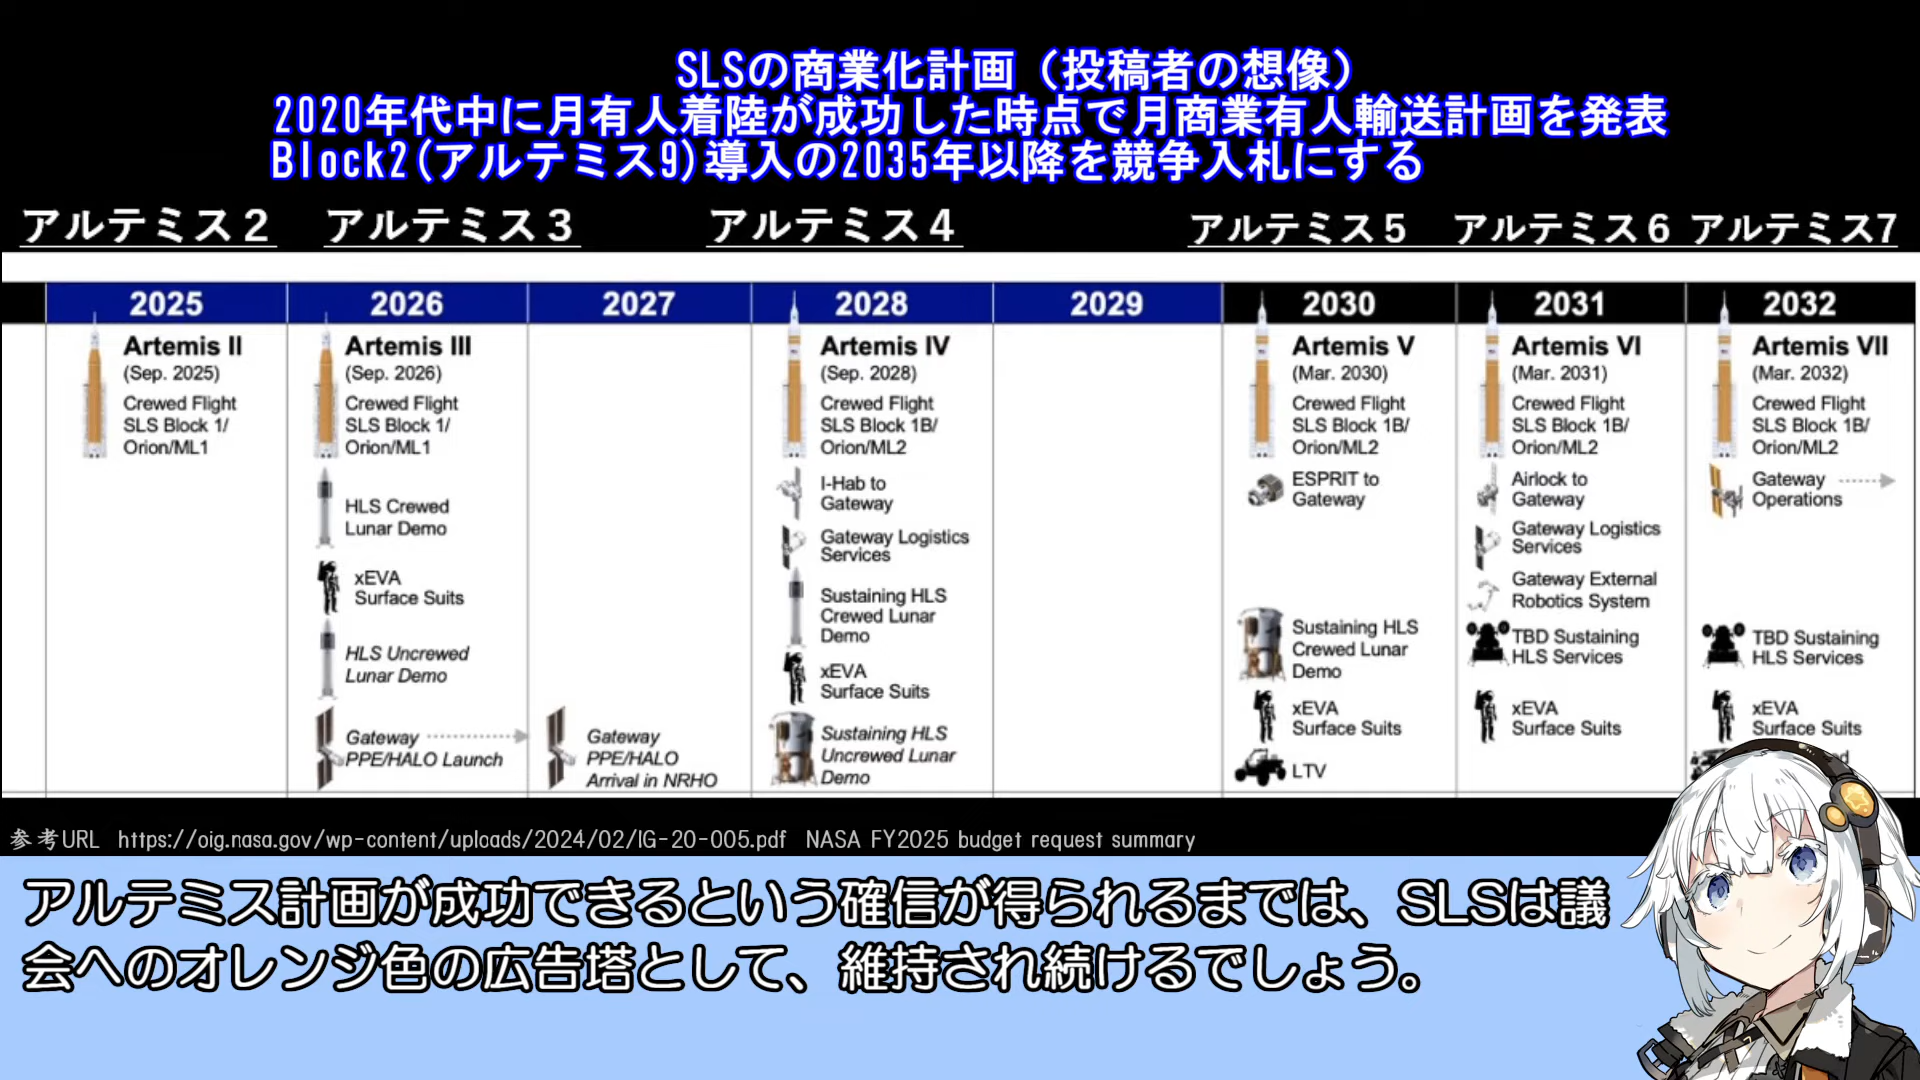 SLSの商業化計画（投稿者の想像）
2020年代中に月有人着陸が成功した時点で月商業有人輸送計画を発表
Block2(アルテミス9)導入の2035年以降を競争入札にする
アルテミス2 アルテミス3 アルテミス4 アルテミス5 アルテミス6 アルテミス7
2025 2026 2027 2028 2029 2030 2031 2032
Artemis II
(Sep. 2025)
Crewed Flight
SLS Block 1/
Orion/ML1
Artemis III
(Sep. 2026)
Crewed Flight
SLS Block 1/
Orion/ML1
HLS Crewed
Lunar Demo
xEVA
Surface Suits
HLS Uncrewed
Lunar Demo
Gateway
PPE/HALO Launch
Gateway
PPE/HALO
Arrival in NRHO
Artemis IV
(Sep. 2028)
Crewed Flight
SLS Block 1B/
Orion/ML2
I-Hab to
Gateway
Gateway Logistics
Services
Sustaining HLS
Crewed Lunar
Demo
xEVA
Surface Suits
Sustaining HLS
Uncrewed Lunar
Demo
Artemis V
(Mar. 2030)
Crewed Flight
SLS Block 1B/
Orion/ML2
ESPRIT to
Gateway
Sustaining HLS
Crewed Lunar
Demo
xEVA
Surface Suits
LTV
Artemis VI
(Mar. 2031)
Crewed Flight
SLS Block 1B/
Orion/ML2
Airlock to
Gateway
Gateway Logistics
Services
Gateway External
Robotics System
TBD Sustaining
HLS Services
xEVA
Surface Suits
Artemis VII
(Mar. 2032)
Crewed Flight
SLS Block 1B/
Orion/ML2
Gateway
Operations
TBD Sustaining
HLS Services
xEVA
Surface Suits
参考URL https://oig.nasa.gov/wp-content/uploads/2024/02/IG-20-005.pdf NASA FY2025 budget request summary
アルテミス計画が成功できるという確信が得られるまでは、SLSは議
会へのオレンジ色の広告塔として、維持され続けるでしょう。